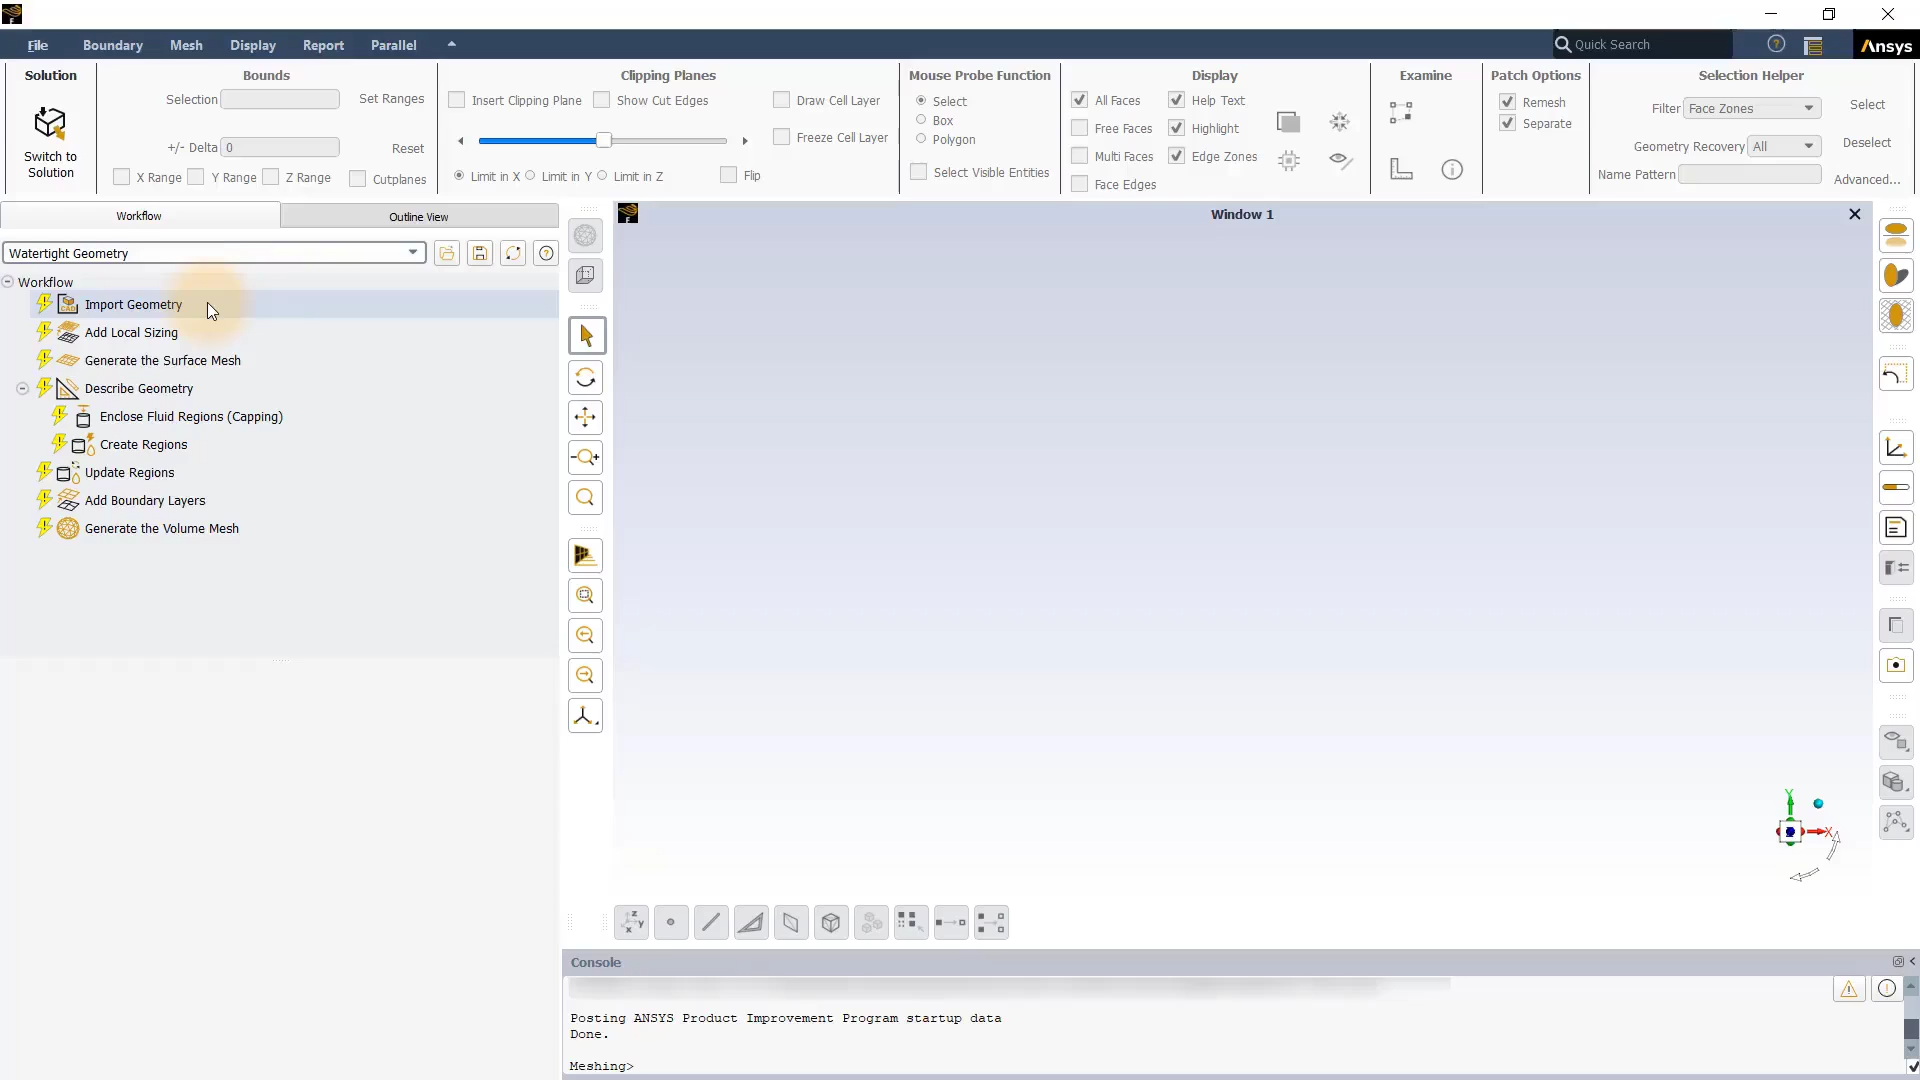 File Boundary Mesh Display Report Parallel Quick Search Ansys
Solution Bounds Clipping Planes Mouse Probe Function Display Examine Patch Options Selection Helper
Switch to
Solution
Selection Set Ranges
+/- Delta 0 Reset
X Range Y Range Z Range Cutplanes
Insert Clipping Plane Show Cut Edges Draw Cell Layer
Freeze Cell Layer
Limit in X Limit in Y Limit in Z Flip
Select
Box
Polygon
Select Visible Entities
All Faces Help Text
Free Faces Highlight
Multi Faces Edge Zones
Face Edges
Remesh
Separate
Filter Face Zones Select
Geometry Recovery All Deselect
Name Pattern Advanced...
Workflow Outline View
Watertight Geometry
Workflow
Import Geometry
Add Local Sizing
Generate the Surface Mesh
Describe Geometry
Enclose Fluid Regions (Capping)
Create Regions
Update Regions
Add Boundary Layers
Generate the Volume Mesh
Window 1
Y
X
Console
Posting ANSYS Product Improvement Program startup data
Done.
Meshing>